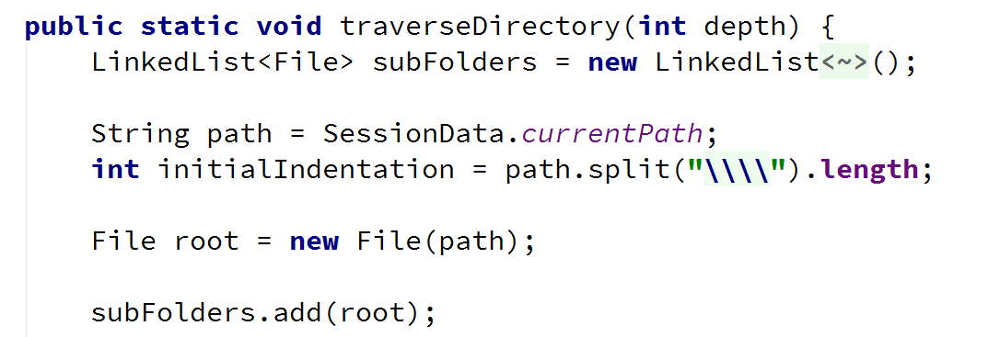 public static void traverseDirectory(int depth) {
LinkedList<File> subFolders = new LinkedList<~>();
String path = SessionData.currentPath;
int initialIndentation = path.split("\\\\").length;
File root = new File(path);
subFolders.add(root);